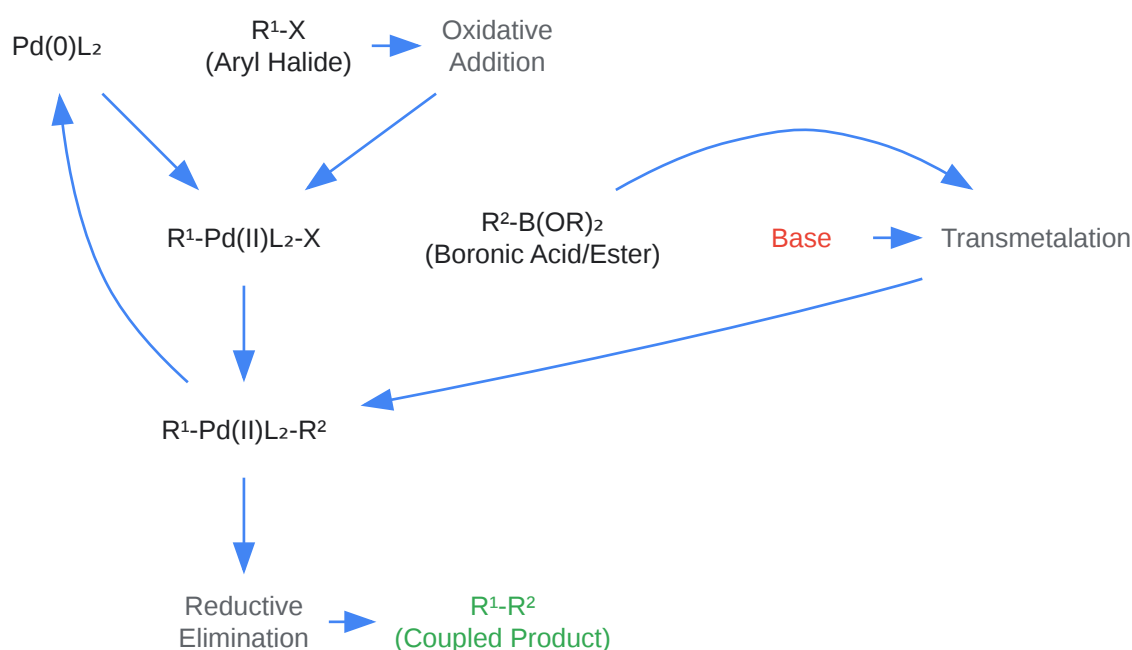 Pd(0)L₂
R¹-X
(Aryl Halide)
Oxidative
Addition
R¹-Pd(II)L₂-X
R²-B(OR)₂
(Boronic Acid/Ester)
Base
Transmetalation
R¹-Pd(II)L₂-R²
Reductive
Elimination
R¹-R²
(Coupled Product)